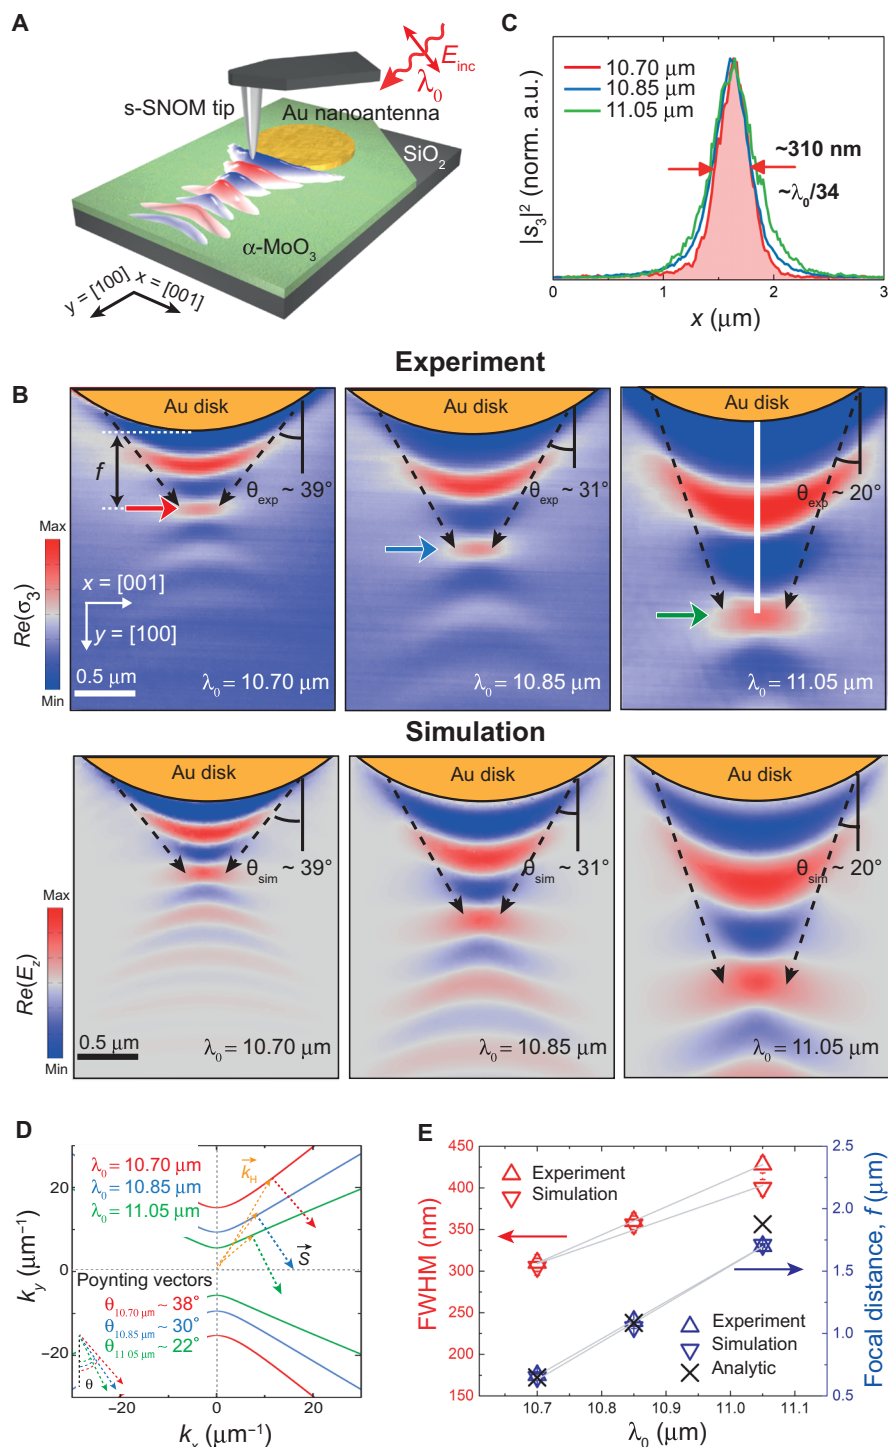 A
s-SNOM tip
Au nanoantenna
E_inc
λ_0
SiO_2
α-MoO_3
y = [100]
x = [001]
C
|s_3|^2 (norm. a.u.)
10.70 μm
10.85 μm
11.05 μm
~310 nm
~λ_0/34
0 1 2 3
x (μm)
Experiment
B
Au disk
Au disk
Au disk
f
θ_exp ~ 39°
θ_exp ~ 31°
θ_exp ~ 20°
Max
Re(σ_3)
Min
x = [001]
y = [100]
0.5 μm
λ_0 = 10.70 μm
λ_0 = 10.85 μm
λ_0 = 11.05 μm
Simulation
Au disk
Au disk
Au disk
θ_sim ~ 39°
θ_sim ~ 31°
θ_sim ~ 20°
Max
Re(E_z)
Min
0.5 μm
λ_0 = 10.70 μm
λ_0 = 10.85 μm
λ_0 = 11.05 μm
D
λ_0 = 10.70 μm
λ_0 = 10.85 μm
λ_0 = 11.05 μm
k_H
S
20
0
−20
k_y (μm⁻¹)
Poynting vectors
θ_10.70 μm ~ 38°
θ_10.85 μm ~ 30°
θ_11 05 μm ~ 22°
θ
−20 0 20
k_x (μm⁻¹)
E
450
400
350
300
250
200
150
FWHM (nm)
Experiment
Simulation
2.5
2.0
1.5
1.0
0.5
Focal distance, f (μm)
Experiment
Simulation
Analytic
10.7 10.8 10.9 11.0 11.1
λ_0 (μm)